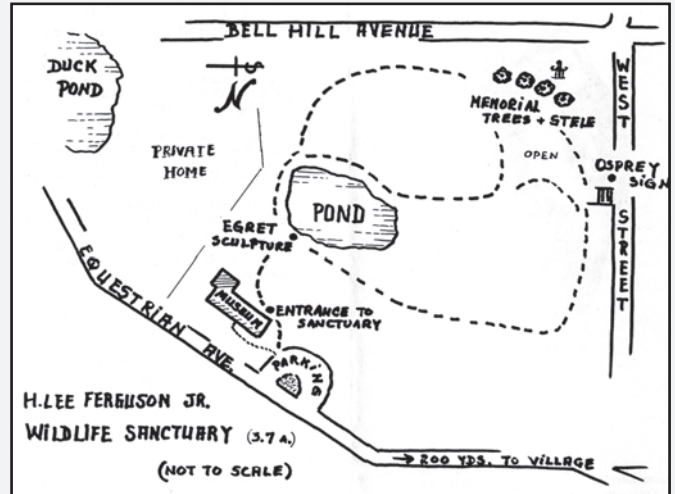 BELL HILL AVENUE
DUCK
POND
N
PRIVATE
HOME
MEMORIAL
TREES + STELE
OPEN
WEST
STREET
OSPREY
SIGN
POND
EGRET
SCULPTURE
MUSEUM
ENTRANCE TO
SANCTUARY
EQUESTRIAN AVE.
PARKING
H.LEE FERGUSON JR.
WILDLIFE SANCTUARY (3.7 A.)
(NOT TO SCALE)
→ 200 YDS. TO VILLAGE